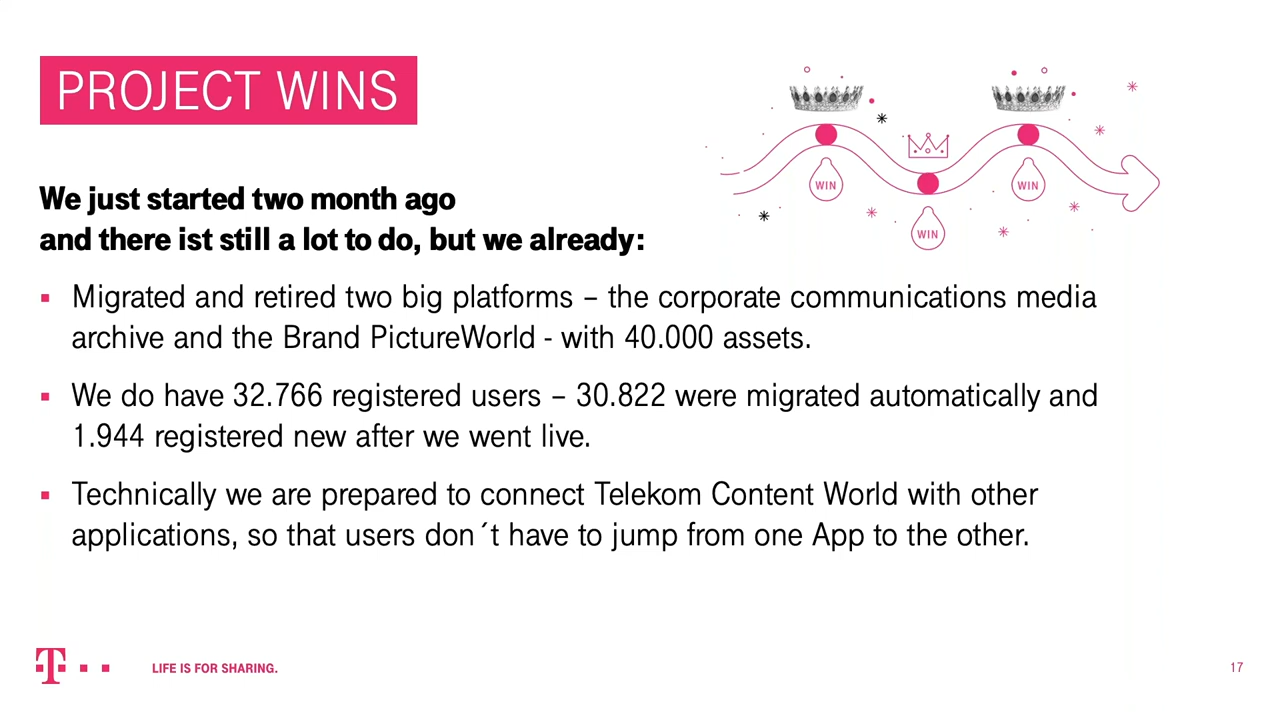 PROJECT WINS
WIN
WIN
WIN
We just started two month ago
and there ist still a lot to do, but we already:
▪ Migrated and retired two big platforms – the corporate communications media
archive and the Brand PictureWorld - with 40.000 assets.
▪ We do have 32.766 registered users – 30.822 were migrated automatically and
1.944 registered new after we went live.
▪ Technically we are prepared to connect Telekom Content World with other
applications, so that users don´t have to jump from one App to the other.
T
LIFE IS FOR SHARING.
17